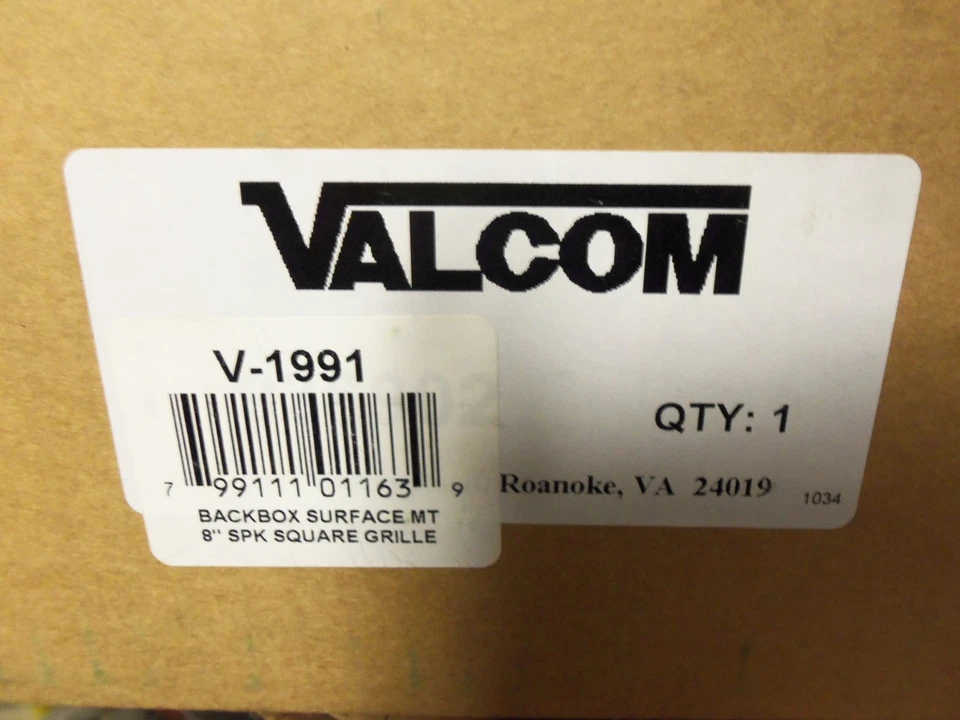 VALCOM
V-1991
QTY: 1
7 99111 01163 9
Roanoke, VA 24019
1034
BACKBOX SURFACE MT
8" SPK SQUARE GRILLE